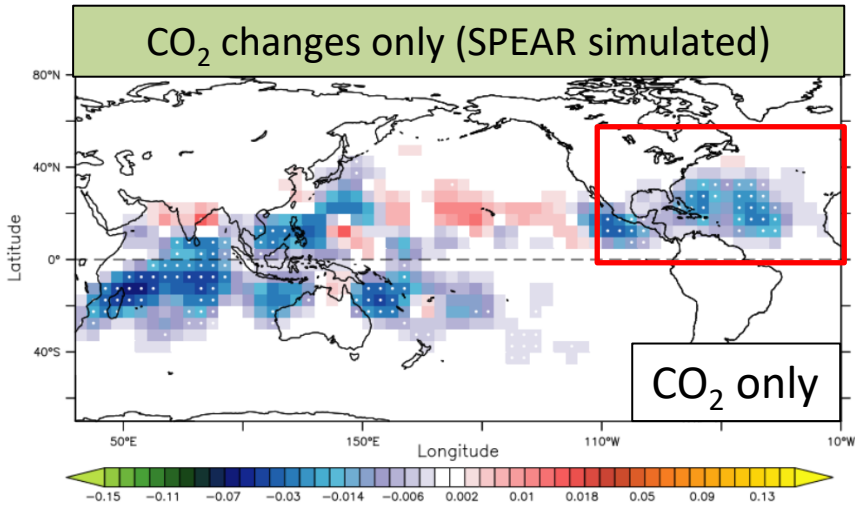 CO₂ changes only (SPEAR simulated)
80°N
40°N
0°
40°S
Latitude
CO₂ only
50°E
150°E
110°W
10°W
Longitude
−0.15 −0.11 −0.07 −0.03 −0.014 −0.006 0.002 0.01 0.018 0.05 0.09 0.13